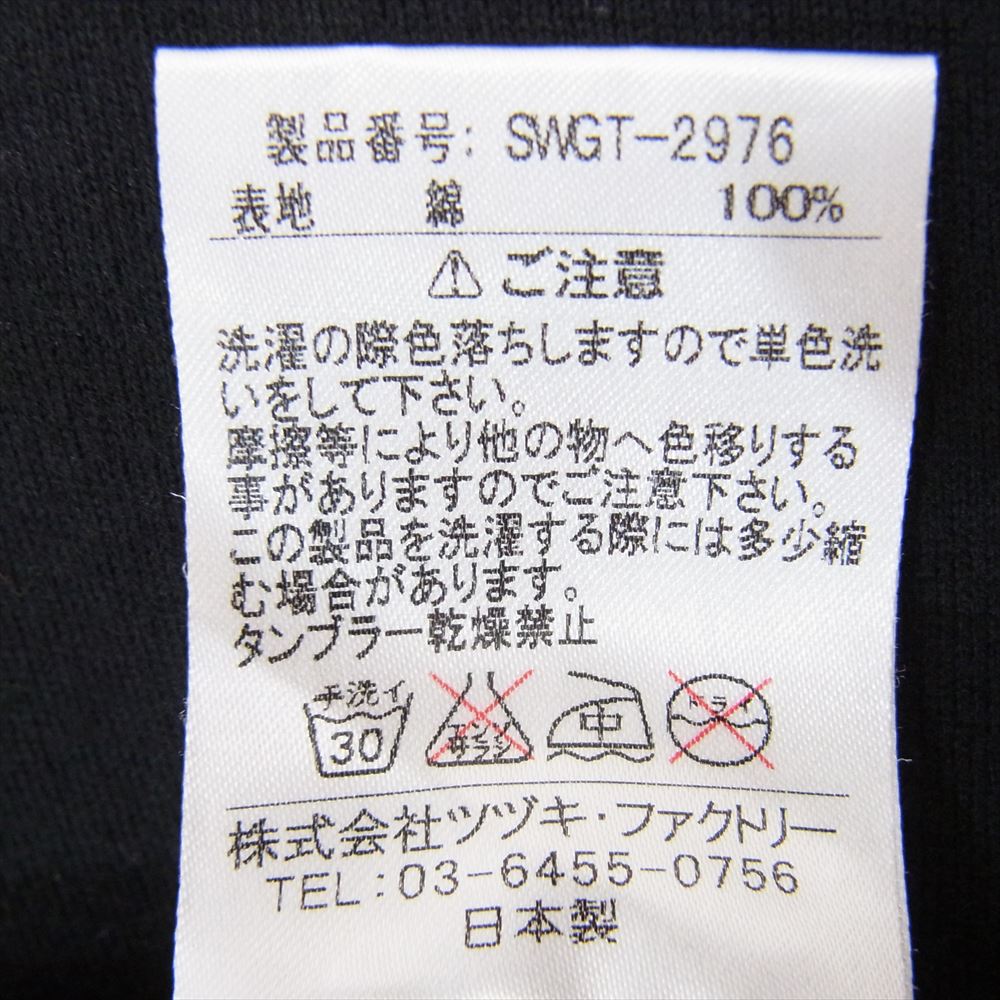 製品番号: SWGT-2976
表地 綿 100%
⚠ご注意
洗濯の際色落ちしますので単色洗
いをして下さい。
摩擦等により他の物へ色移りする
事がありますのでご注意下さい。
この製品を洗濯する際には多少縮
む場合があります。
タンブラー乾燥禁止
手洗イ
30
エンソ
サラシ
中
ドライ
株式会社ツヅキ・ファクトリー
TEL:03-6455-0756
日本製